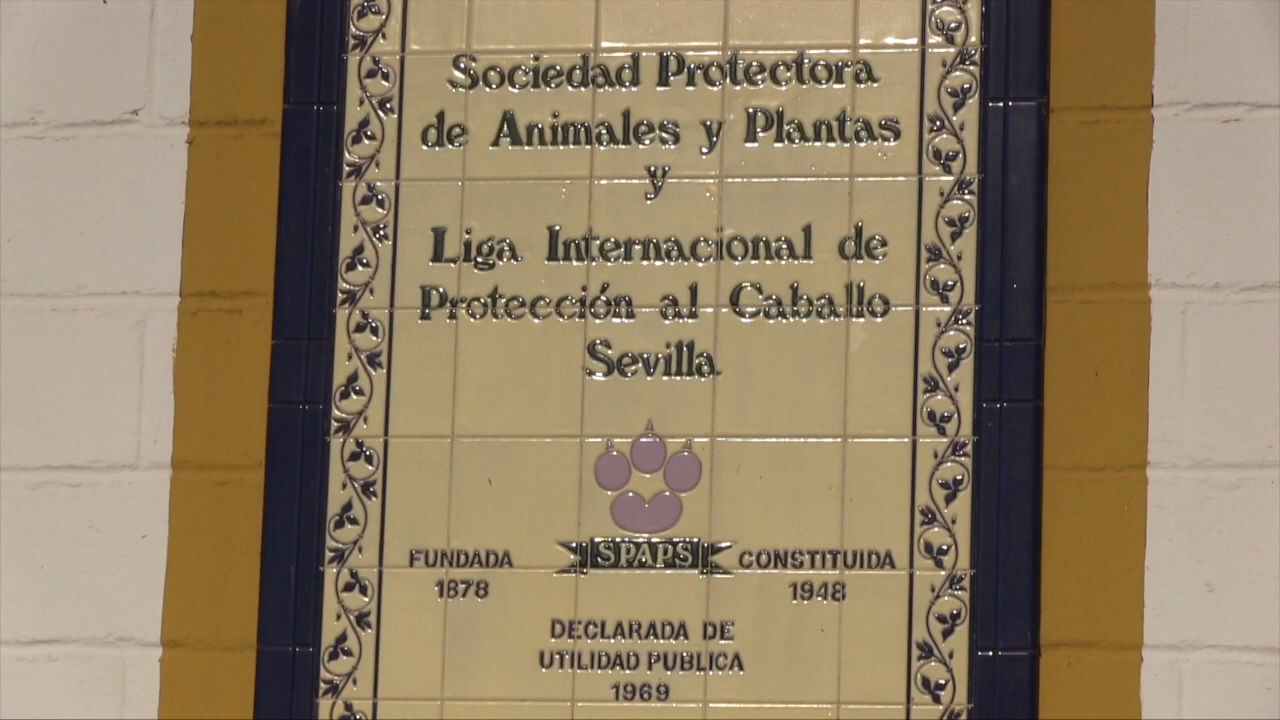 Sociedad Protectora
de Animales y Plantas
y
Liga Internacional de
Protección al Caballo
Sevilla
SPAPS
FUNDADA
1878
CONSTITUIDA
1948
DECLARADA DE
UTILIDAD PUBLICA
1969